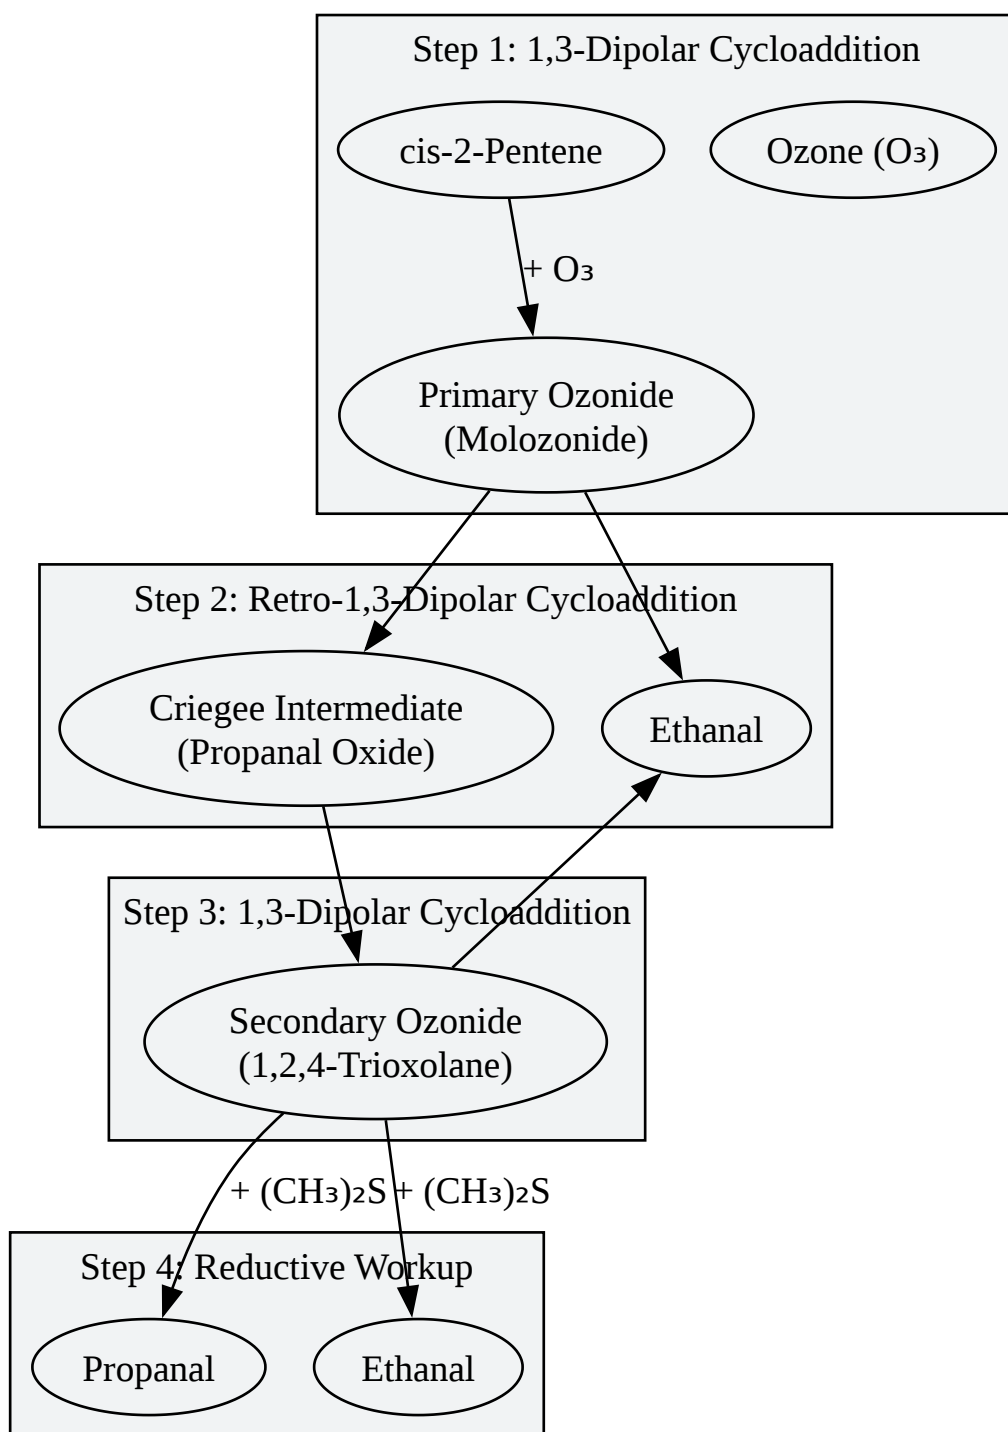 Step 1: 1,3-Dipolar Cycloaddition
cis-2-Pentene
Ozone (O₃)
+ O₃
Primary Ozonide
(Molozonide)
Step 2: Retro-1,3-Dipolar Cycloaddition
Criegee Intermediate
(Propanal Oxide)
Ethanal
Step 3: 1,3-Dipolar Cycloaddition
Secondary Ozonide
(1,2,4-Trioxolane)
+ (CH₃)₂S
+ (CH₃)₂S
Step 4: Reductive Workup
Propanal
Ethanal